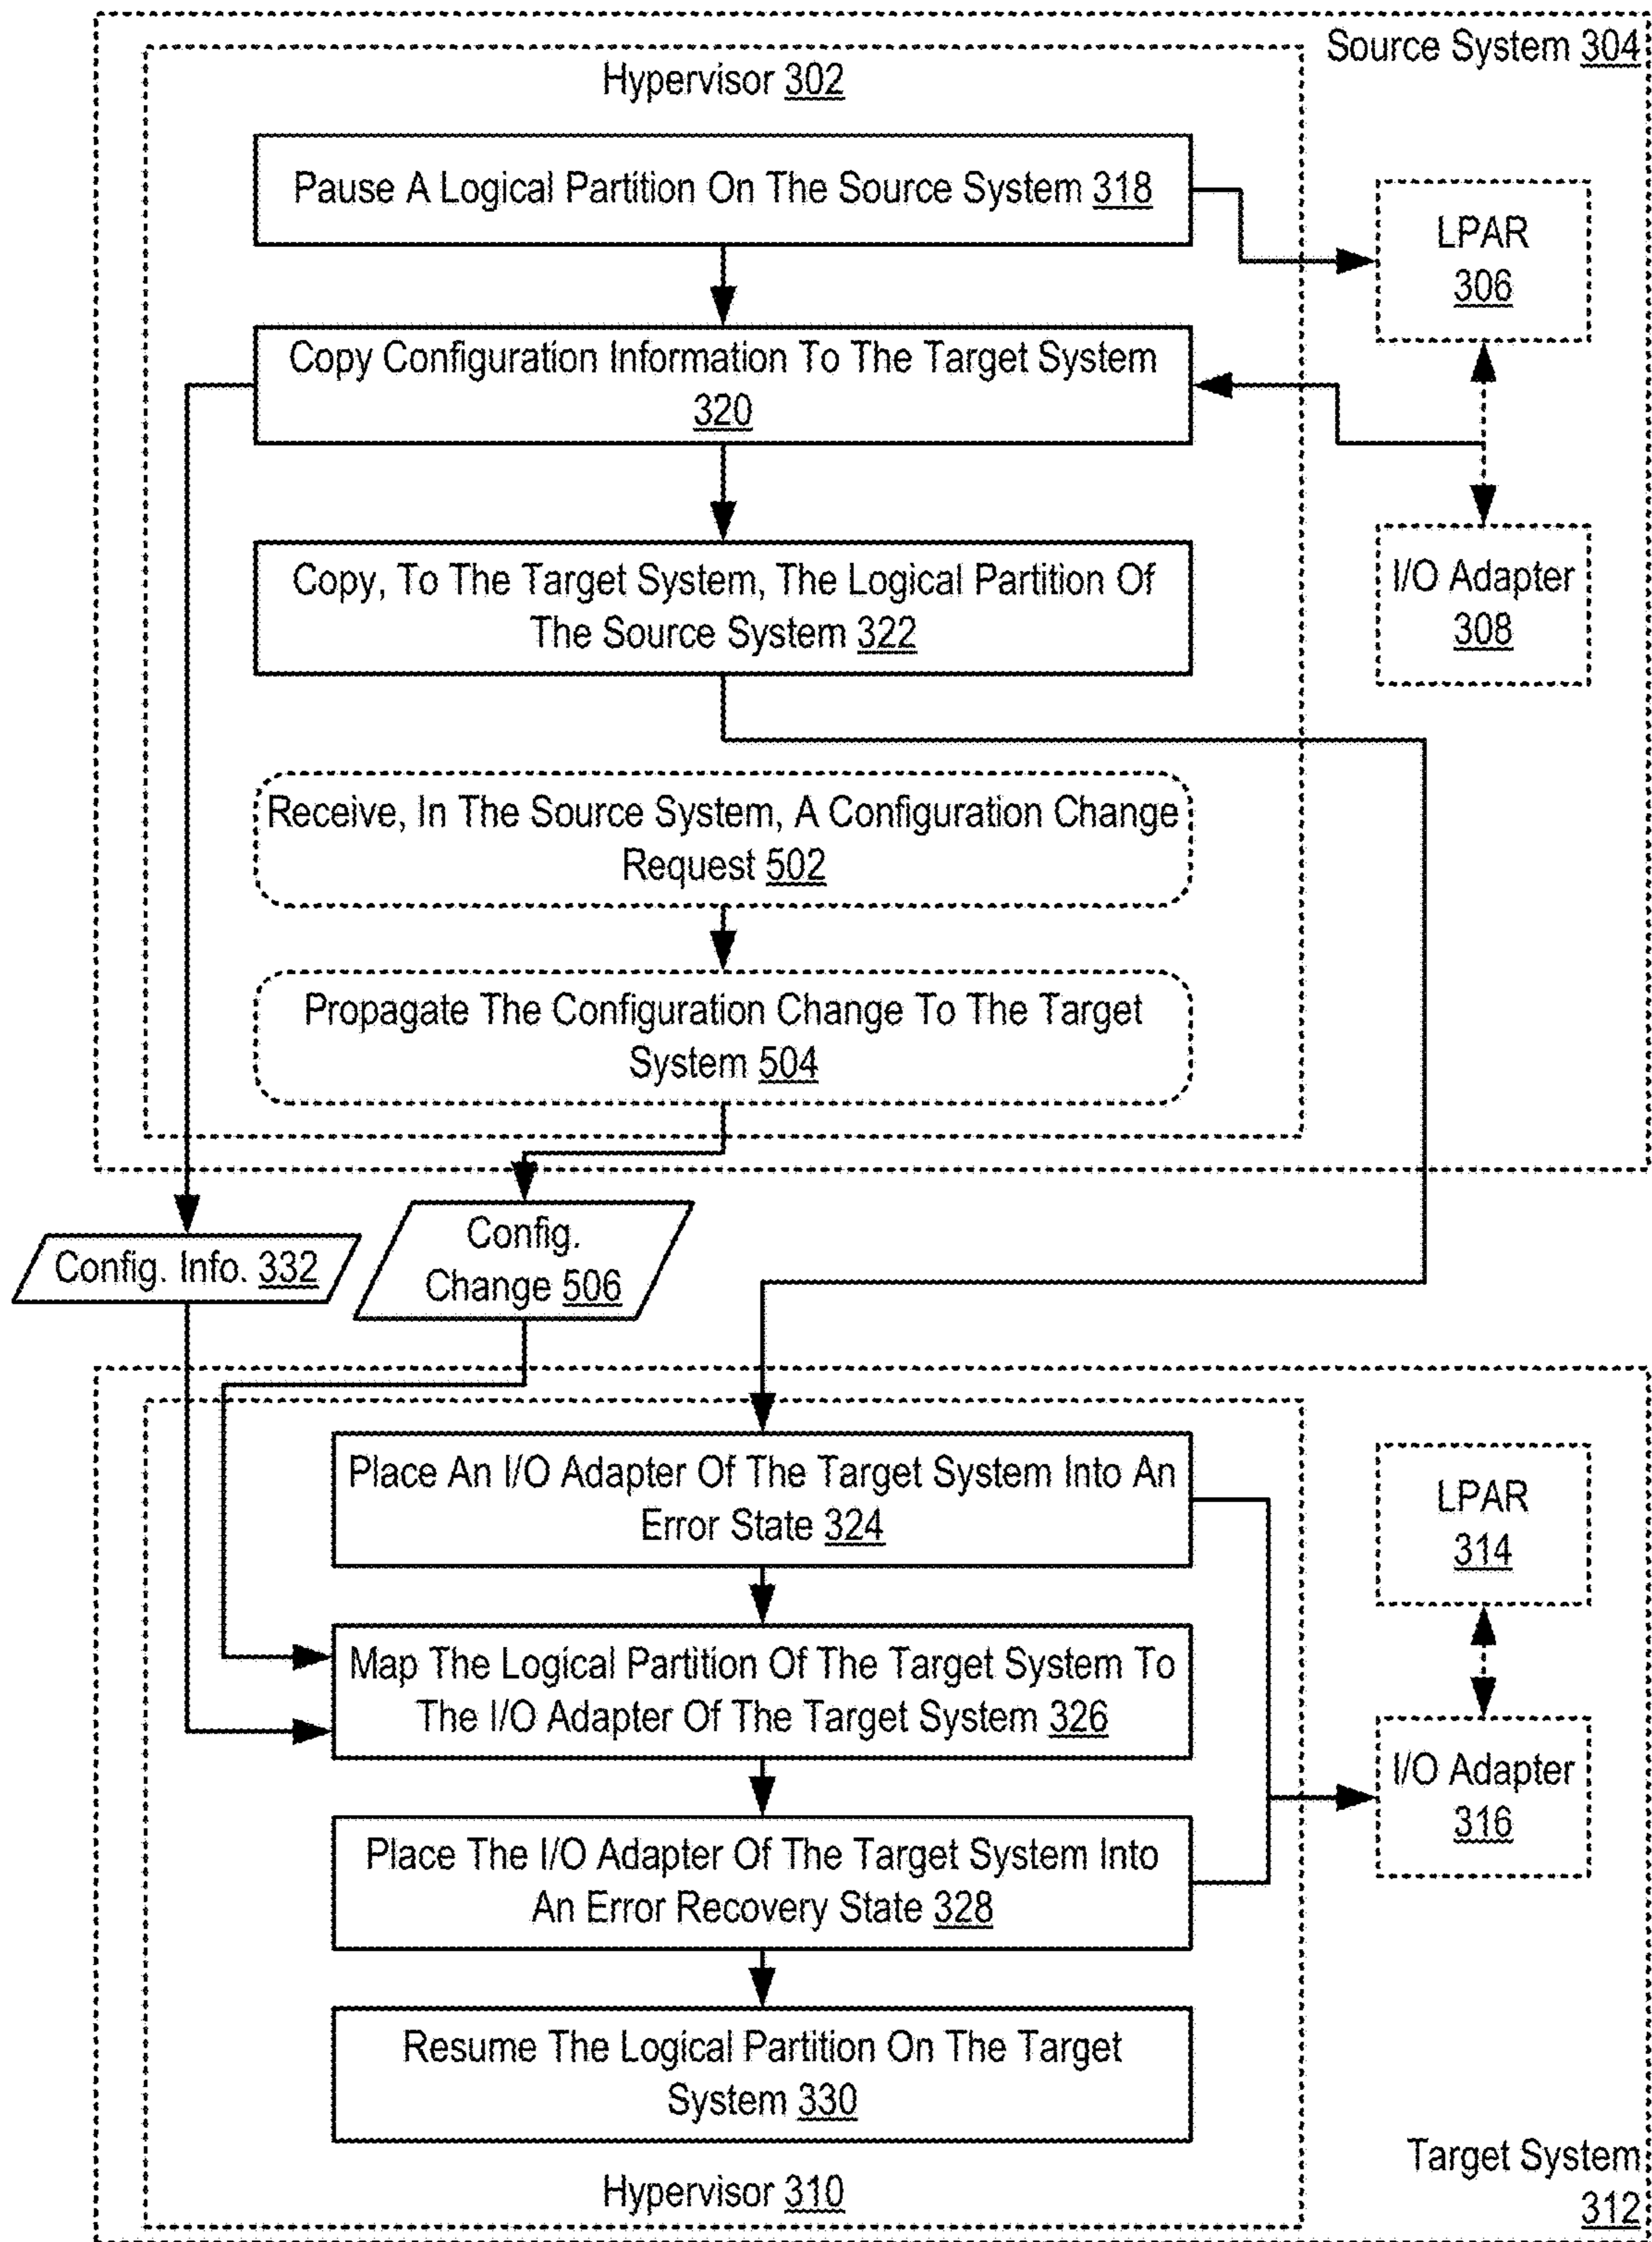 Source System 304
Hypervisor 302
Pause A Logical Partition On The Source System 318
LPAR
306
Copy Configuration Information To The Target System
320
Copy, To The Target System, The Logical Partition Of
The Source System 322
I/O Adapter
308
Receive, In The Source System, A Configuration Change
Request 502
Propagate The Configuration Change To The Target
System 504
Config. Info. 332
Config.
Change 506
Place An I/O Adapter Of The Target System Into An
Error State 324
LPAR
314
Map The Logical Partition Of The Target System To
The I/O Adapter Of The Target System 326
I/O Adapter
316
Place The I/O Adapter Of The Target System Into
An Error Recovery State 328
Resume The Logical Partition On The Target
System 330
Hypervisor 310
Target System
312